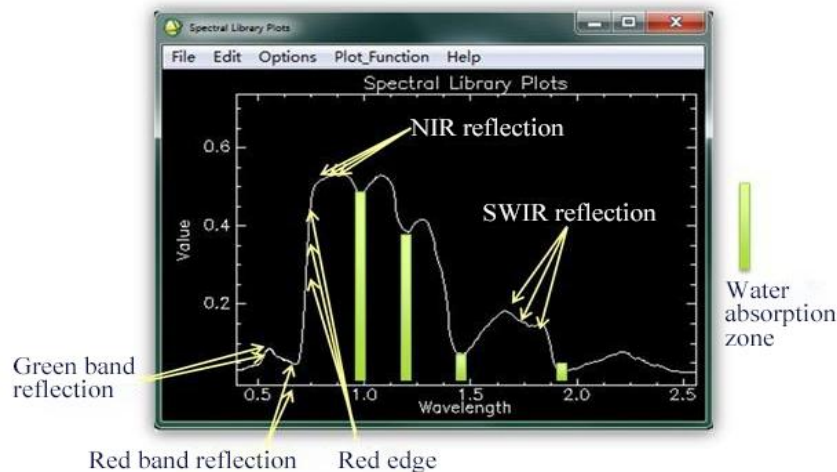 Spectral Library Plots
File Edit Options Plot_Function Help
Spectral Library Plots
NIR reflection
0.6
SWIR reflection
0.4
Value
0.2
Water
absorption
zone
Green band
reflection
0.5 1.0 1.5 2.0 2.5
Wavelength
Red band reflection Red edge